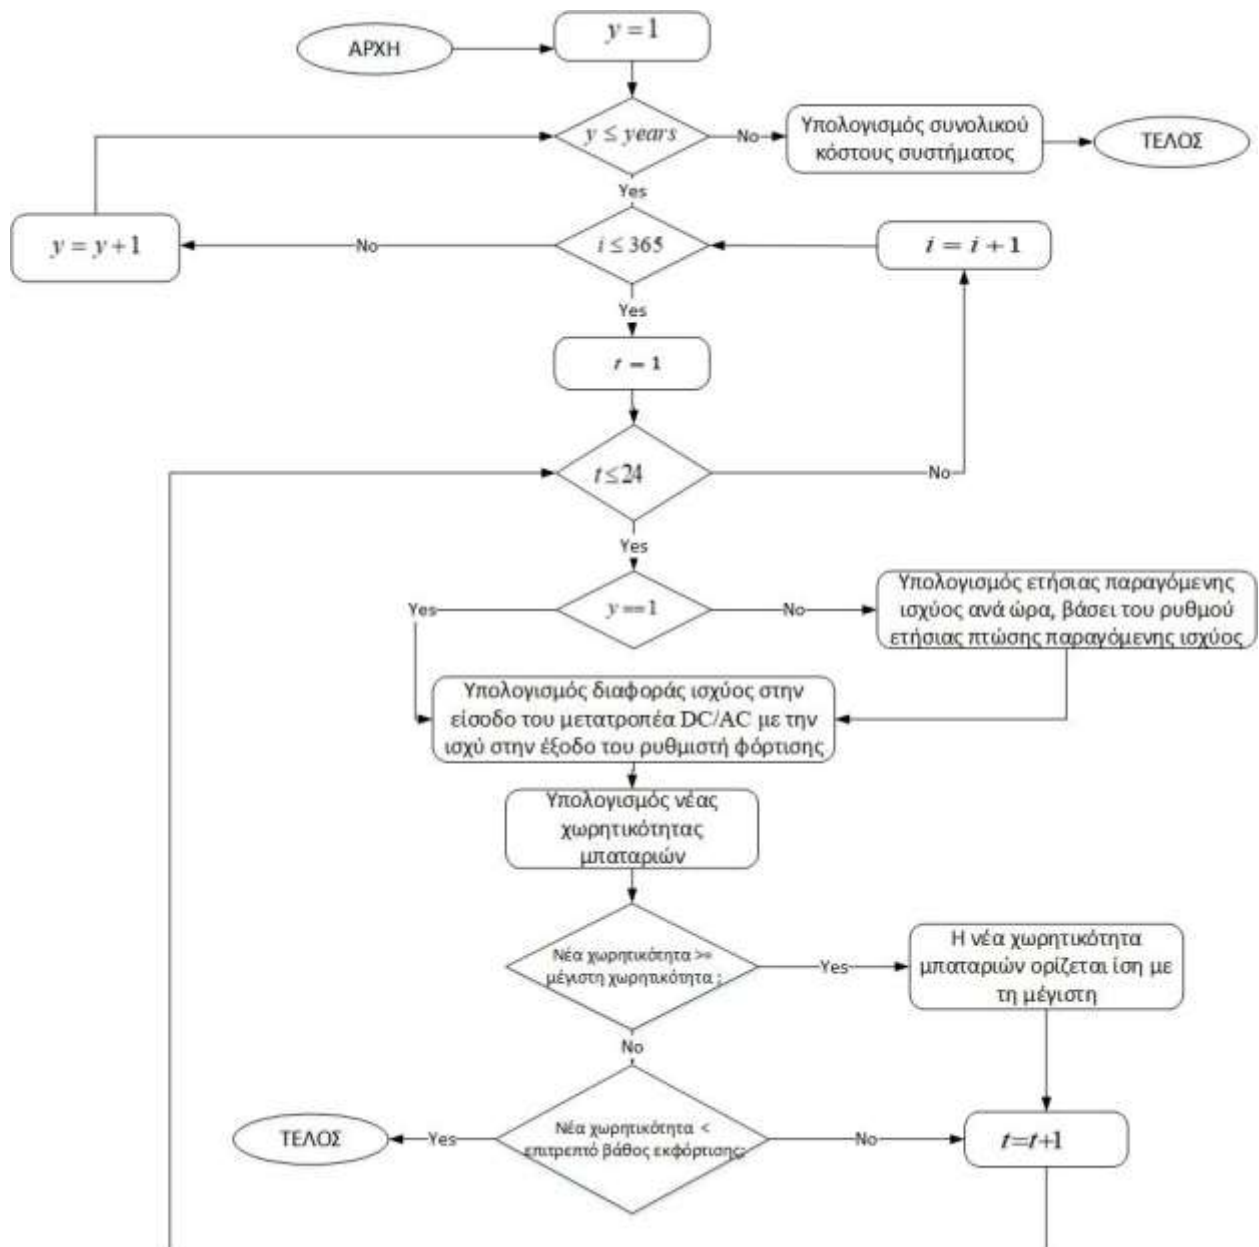 ΑΡΧΗ
y = 1
y ≤ years
No
Υπολογισμός συνολικού
κόστους συστήματος
ΤΕΛΟΣ
Yes
y = y + 1
No
i ≤ 365
i = i + 1
Yes
t = 1
t ≤ 24
No
Yes
Yes
y == 1
No
Υπολογισμός ετήσιας παραγόμενης
ισχύος ανά ώρα, βάσει του ρυθμού
ετήσιας πτώσης παραγόμενης ισχύος
Υπολογισμός διαφοράς ισχύος στην
είσοδο του μετατροπέα DC/AC με την
ισχύ στην έξοδο του ρυθμιστή φόρτισης
Υπολογισμός νέας
χωρητικότητας
μπαταριών
Νέα χωρητικότητα >=
μέγιστη χωρητικότητα ;
Yes
Η νέα χωρητικότητα
μπαταριών ορίζεται ίση με
τη μέγιστη
No
ΤΕΛΟΣ
Yes
Νέα χωρητικότητα <
επιτρεπτό βάθος εκφόρτισης;
No
t=t+1